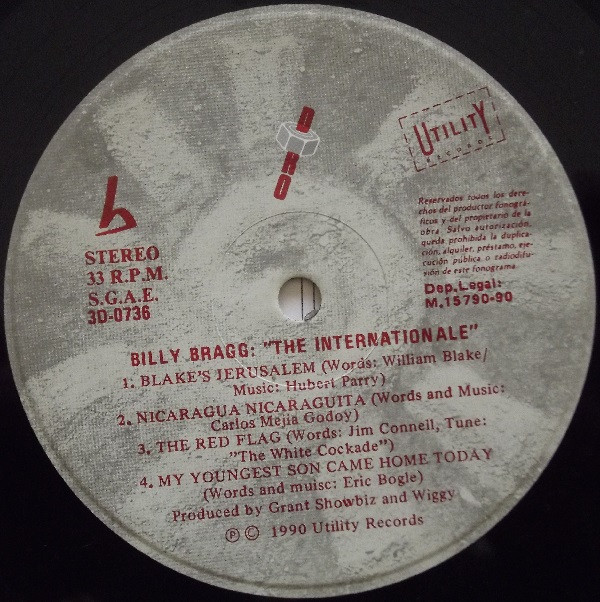 DRO
UTILITY
RECORDS
Reservados todos los dere-
chos del productor fonográ-
ficos y del propietario de la
obra. Salvo autorización,
queda prohibida la duplica-
ción, alquiler, préstamo, eje-
cución pública o radiodifu-
sión de este fonograma.
Dep. Legal:
M.15790-90
b
STEREO
33 R.P.M.
S.G.A.E.
3D-0736
BILLY BRAGG: "THE INTERNATIONALE"
1. BLAKE'S JERUSALEM (Words: William Blake/
Music: Hubert Parry)
2. NICARAGUA NICARAGUITA (Words and Music:
Carlos Mejia Godoy)
3. THE RED FLAG (Words: Jim Connell, Tune:
"The White Cockade")
4. MY YOUNGEST SON CAME HOME TODAY
(Words and muisc: Eric Bogle)
Produced by Grant Showbiz and Wiggy
Ⓟ © 1990 Utility Records